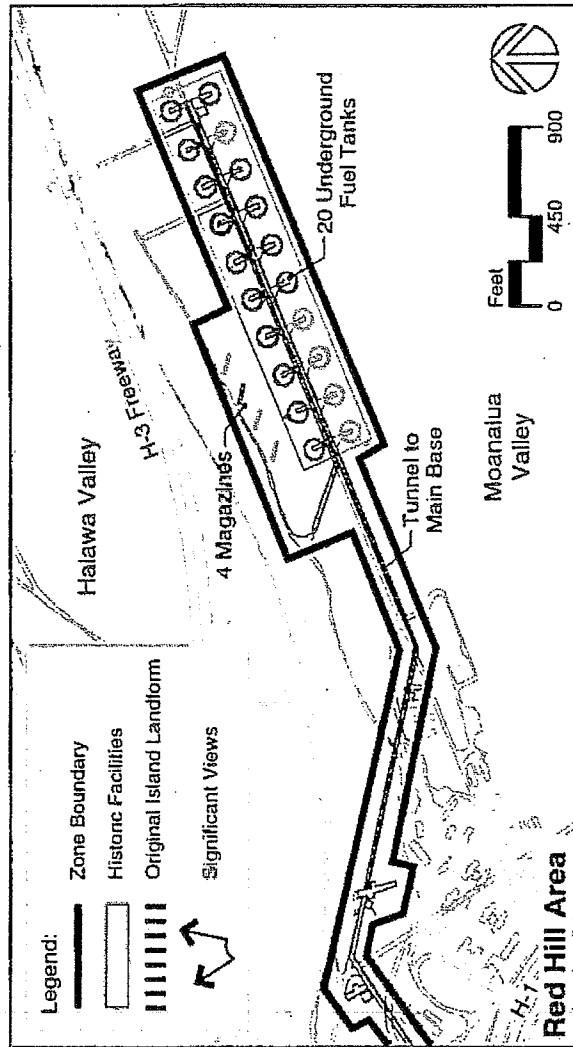 Legend:
Zone Boundary
Historic Facilities
Original Island Landform
Significant Views
Halawa Valley
H-3 Freeway
4 Magazines
20 Underground
Fuel Tanks
Tunnel to
Main Base
Moanalua
Valley
H-1
Red Hill Area
Feet
0
450
900